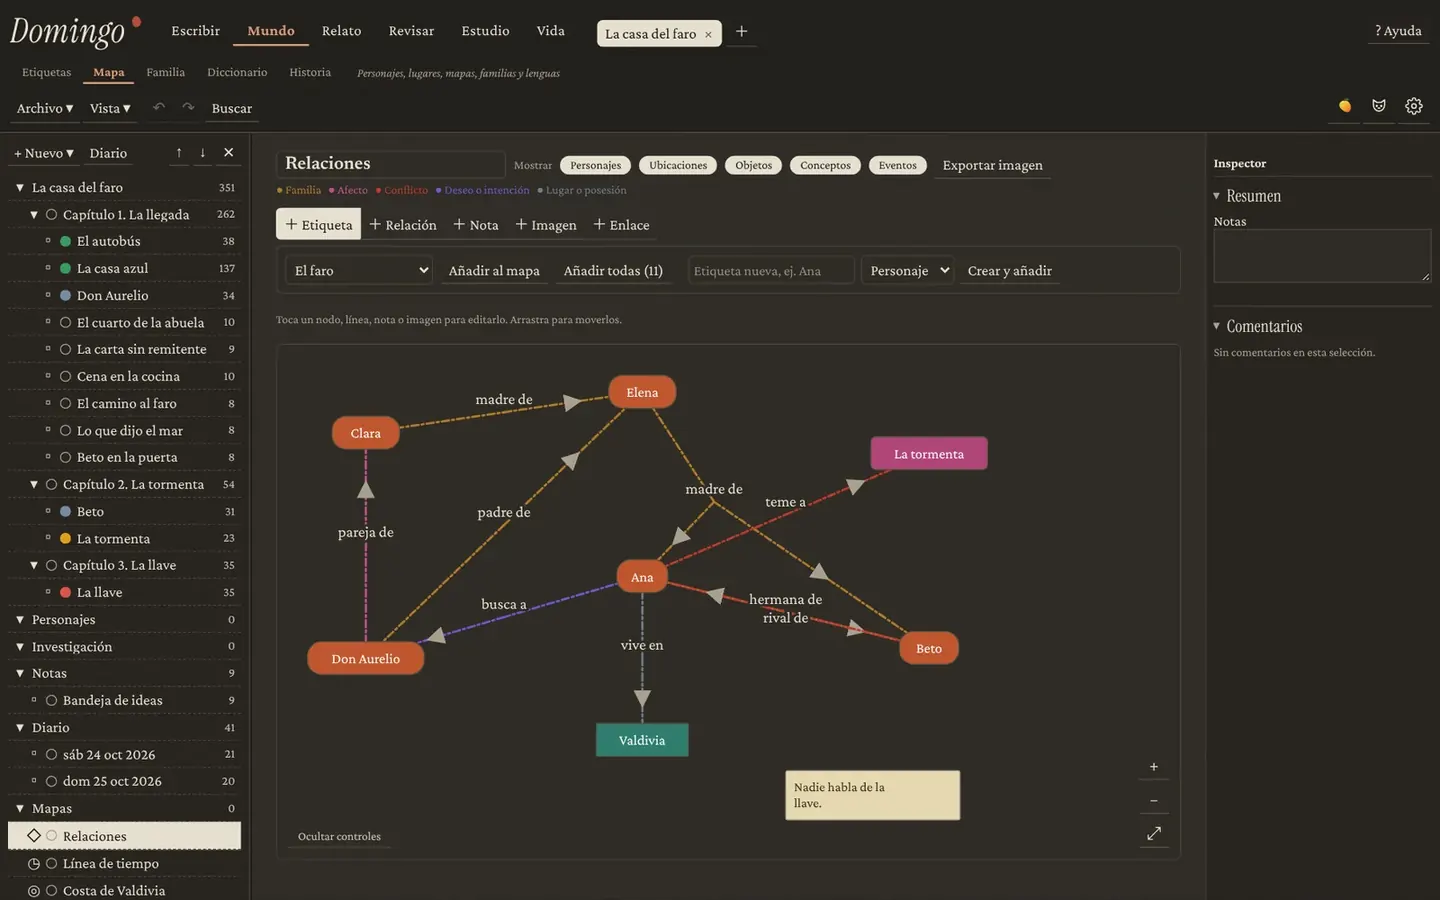 Domingo
Escribir Mundo Relato Revisar Estudio Vida La casa del faro × + ? Ayuda
Etiquetas Mapa Familia Diccionario Historia Personajes, lugares, mapas, familias y lenguas
Archivo ▾ Vista ▾ Buscar
+ Nuevo ▾ Diario ↑ ↓ ✕
La casa del faro 351
Capítulo 1. La llegada 262
El autobús 38
La casa azul 137
Don Aurelio 34
El cuarto de la abuela 10
La carta sin remitente 9
Cena en la cocina 10
El camino al faro 8
Lo que dijo el mar 8
Beto en la puerta 8
Capítulo 2. La tormenta 54
Beto 31
La tormenta 23
Capítulo 3. La llave 35
La llave 35
Personajes 0
Investigación 0
Notas 9
Bandeja de ideas 9
Diario 41
sáb 24 oct 2026 21
dom 25 oct 2026 20
Mapas 0
Relaciones
Línea de tiempo
Costa de Valdivia
Relaciones
Mostrar Personajes Ubicaciones Objetos Conceptos Eventos Exportar imagen
Familia Afecto Conflicto Deseo o intención Lugar o posesión
+ Etiqueta + Relación + Nota + Imagen + Enlace
El faro Añadir al mapa Añadir todas (11) Etiqueta nueva, ej. Ana Personaje Crear y añadir
Toca un nodo, línea, nota o imagen para editarlo. Arrastra para moverlos.
Elena
madre de
Clara
La tormenta
madre de
teme a
padre de
pareja de
Ana
hermana de
busca a
rival de
vive en
Beto
Don Aurelio
Valdivia
Nadie habla de la
llave.
+
−
Ocultar controles
Inspector
Resumen
Notas
Comentarios
Sin comentarios en esta selección.